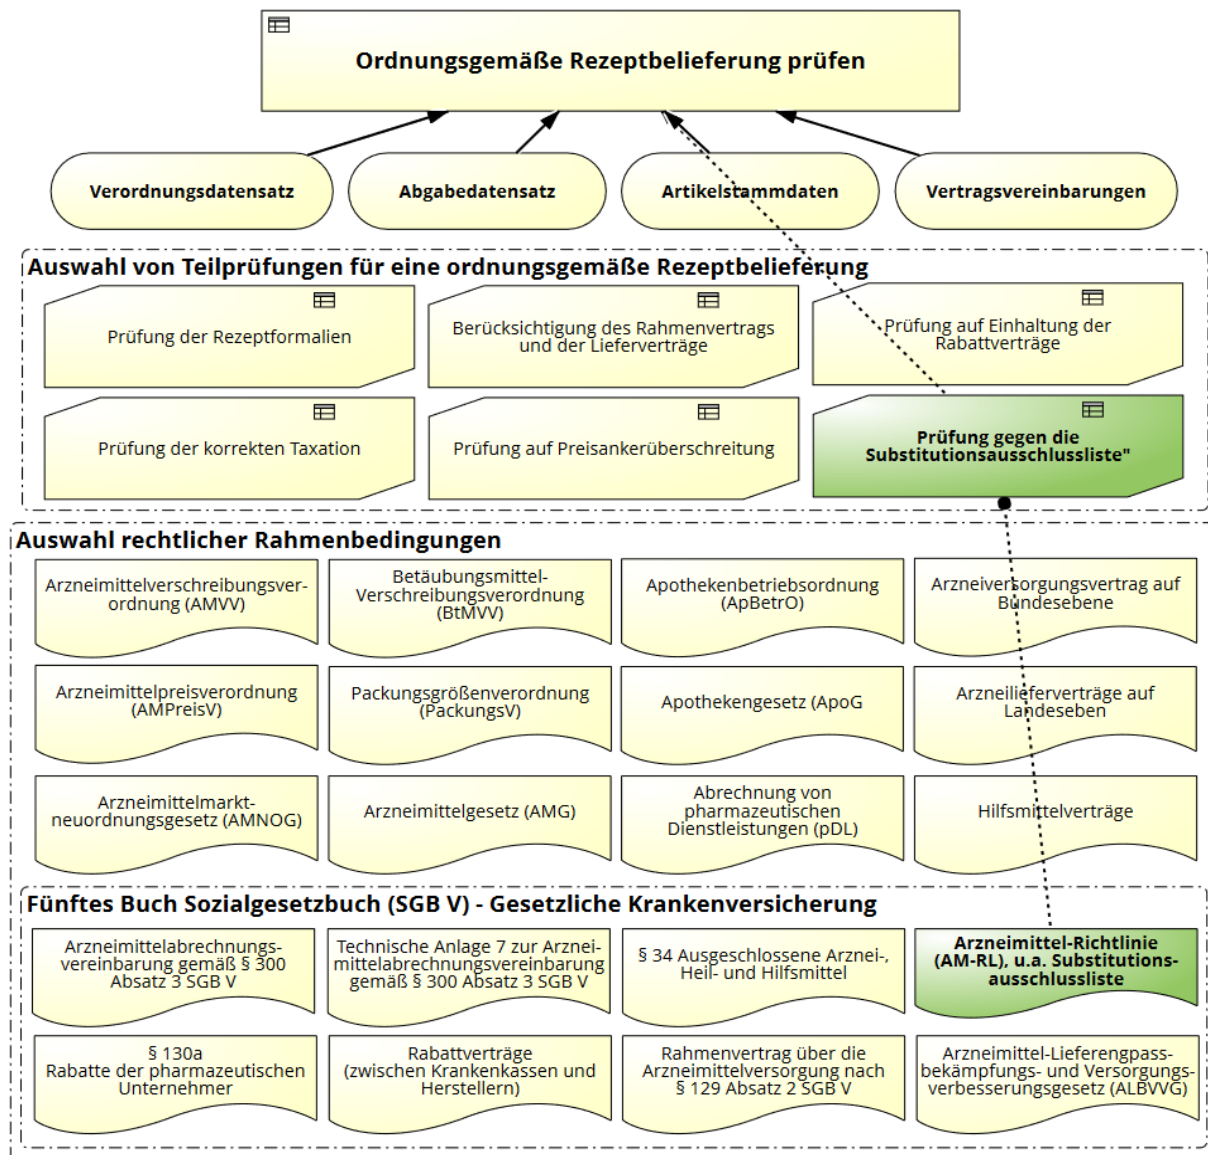 Ordnungsgemäße Rezeptbelieferung prüfen
Verordnungsdatensatz
Abgabedatensatz
Artikelstammdaten
Vertragsvereinbarungen
Auswahl von Teilprüfungen für eine ordnungsgemäße Rezeptbelieferung
Prüfung der Rezeptformalien
Berücksichtigung des Rahmenvertrags
und der Lieferverträge
Prüfung auf Einhaltung der
Rabattverträge
Prüfung der korrekten Taxation
Prüfung auf Preisankerüberschreitung
Prüfung gegen die
Substitutionsausschlussliste"
Auswahl rechtlicher Rahmenbedingungen
Arzneimittelverschreibungsver-
ordnung (AMVV)
Betäubungsmittel-
Verschreibungsverordnung
(BtMVV)
Apothekenbetriebsordnung
(ApBetrO)
Arzneiversorgungsvertrag auf
Bundesebene
Arzneimittelpreisverordnung
(AMPreisV)
Packungsgrößenverordnung
(PackungsV)
Apothekengesetz (ApoG
Arzneilieferverträge auf
Landeseben
Arzneimittelmarkt-
neuordnungsgesetz (AMNOG)
Arzneimittelgesetz (AMG)
Abrechnung von
pharmazeutischen
Dienstleistungen (pDL)
Hilfsmittelverträge
Fünftes Buch Sozialgesetzbuch (SGB V) - Gesetzliche Krankenversicherung
Arzneimittelabrechnungs-
vereinbarung gemäß § 300
Absatz 3 SGB V
Technische Anlage 7 zur Arznei-
mittelabrechnungsvereinbarung
gemäß § 300 Absatz 3 SGB V
§ 34 Ausgeschlossene Arznei-,
Heil- und Hilfsmittel
Arzneimittel-Richtlinie
(AM-RL), u.a. Substitutions-
ausschlussliste
§ 130a
Rabatte der pharmazeutischen
Unternehmer
Rabattverträge
(zwischen Krankenkassen und
Herstellern)
Rahmenvertrag über die
Arzneimittelversorgung nach
§ 129 Absatz 2 SGB V
Arzneimittel-Lieferengpass-
bekämpfungs- und Versorgungs-
verbesserungsgesetz (ALBVVG)